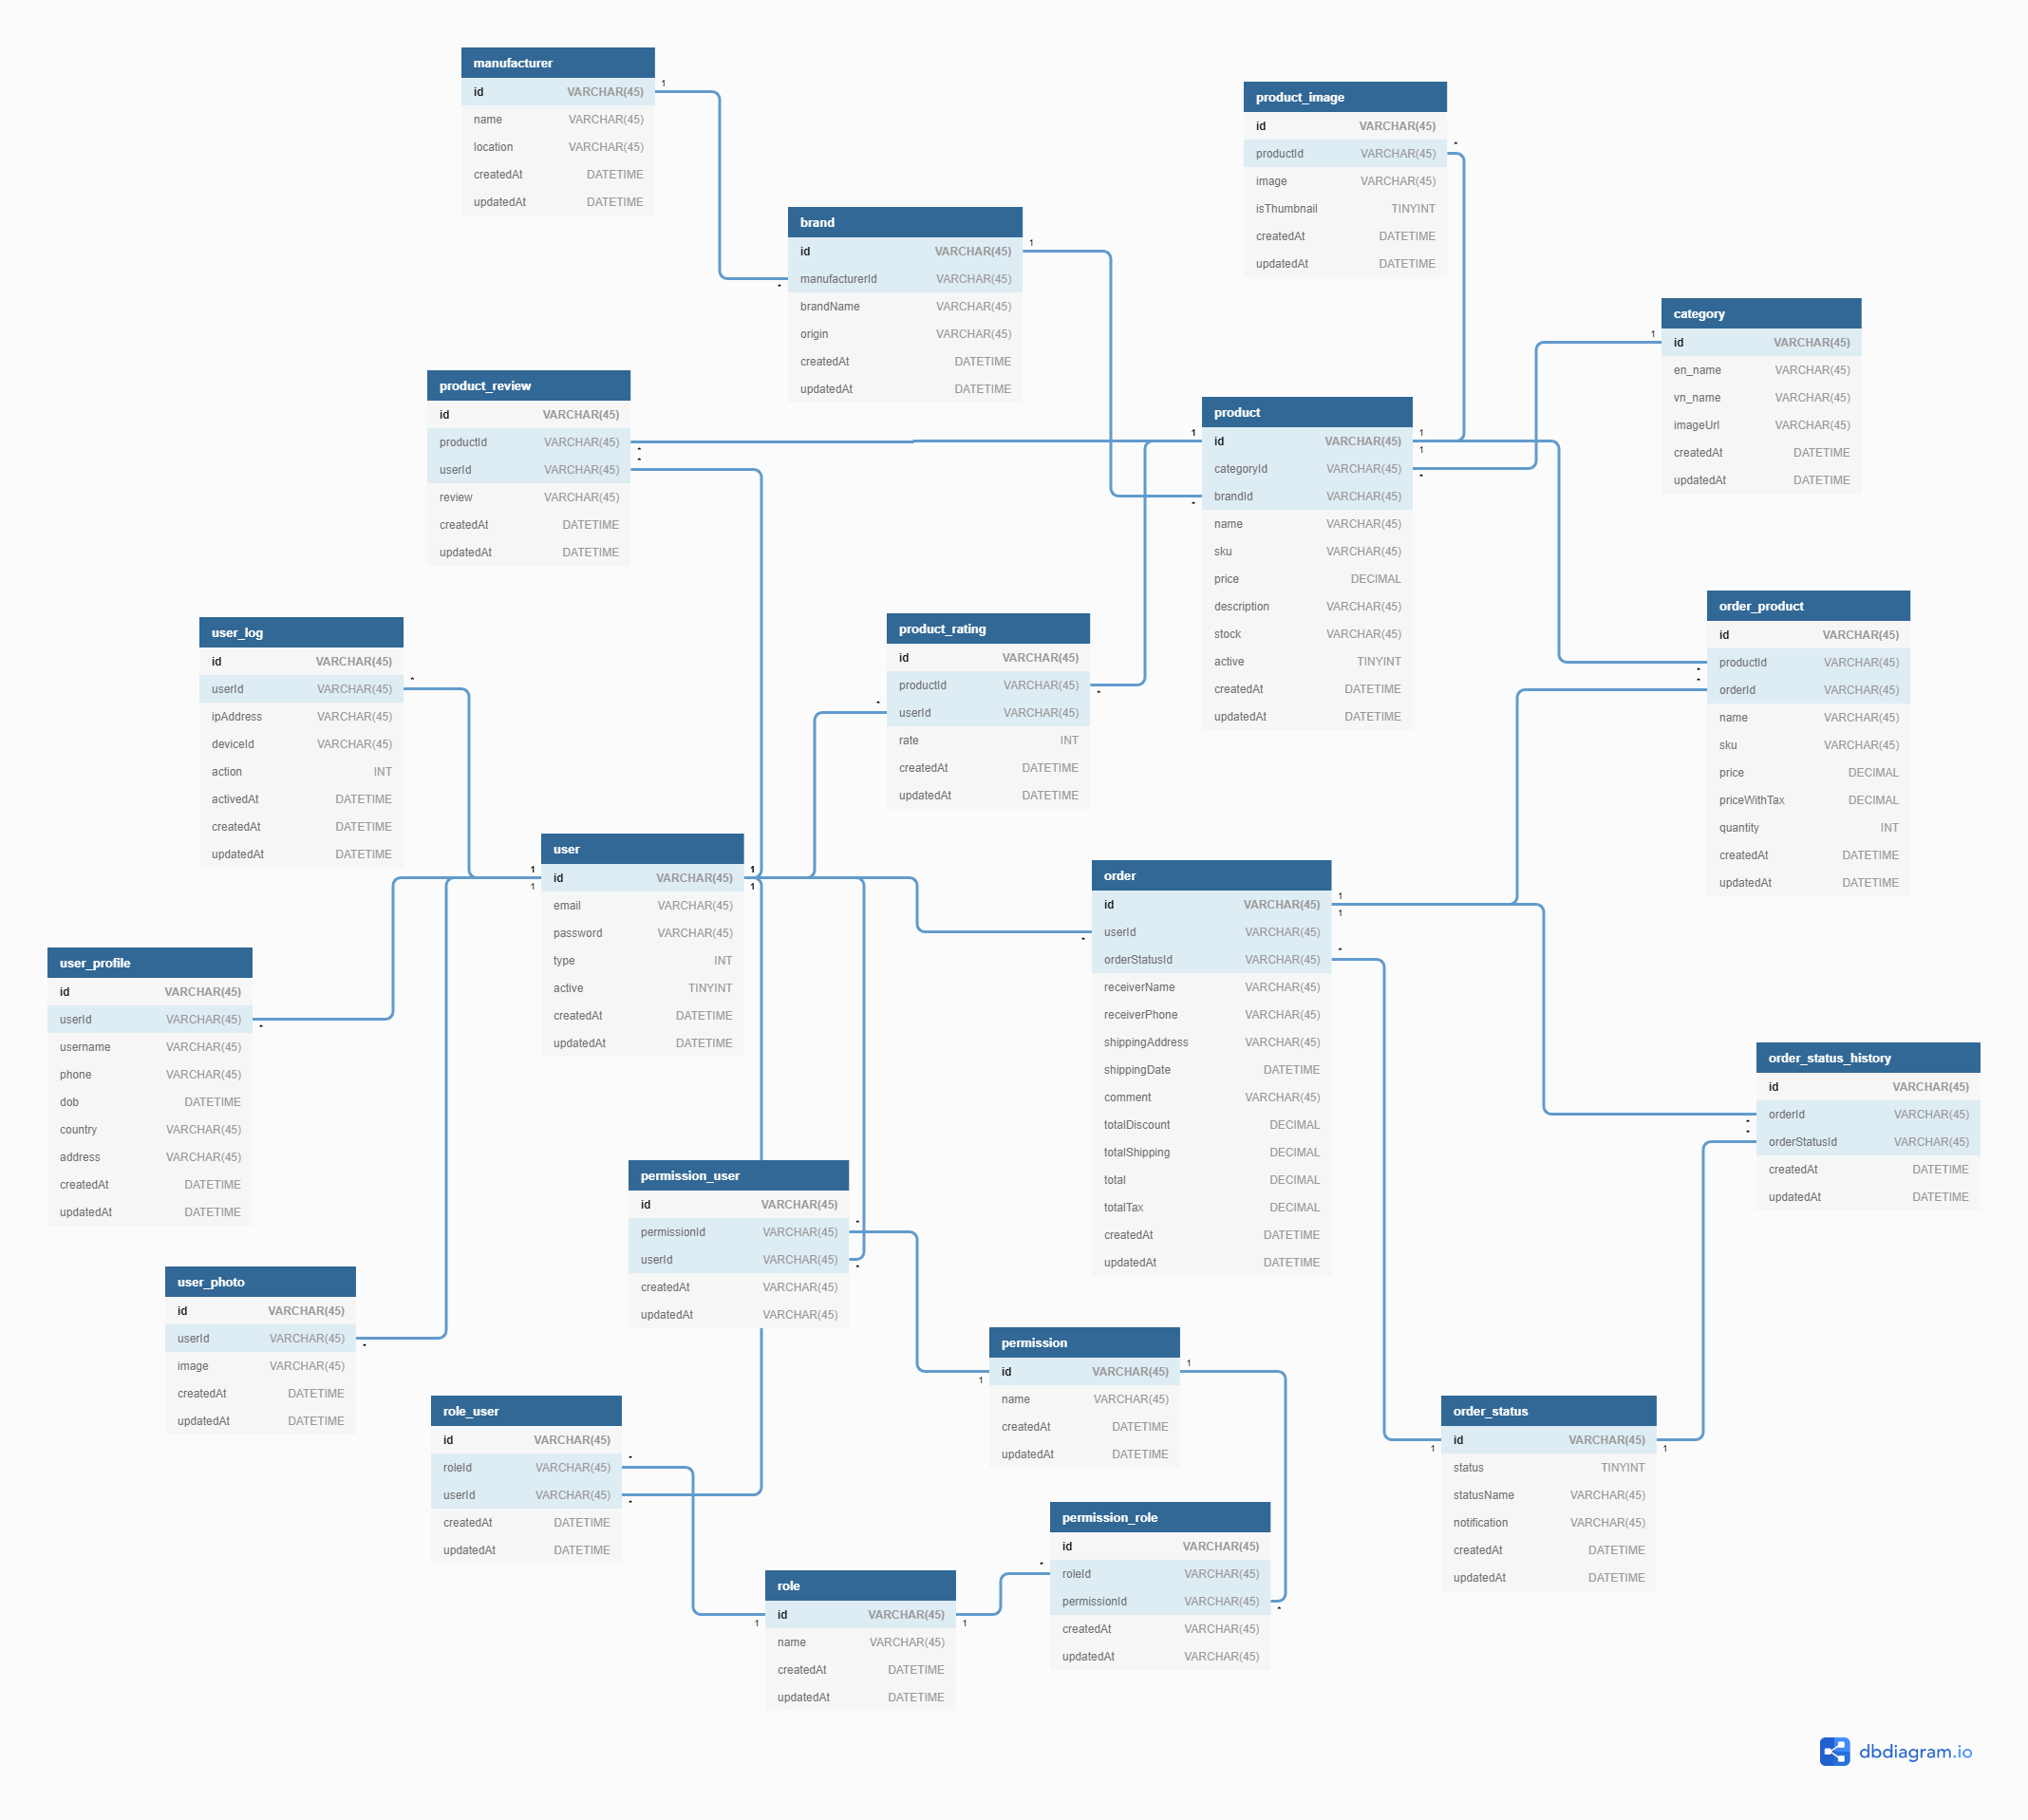 manufacturer
id VARCHAR(45)
name VARCHAR(45)
location VARCHAR(45)
createdAt DATETIME
updatedAt DATETIME
1
product_image
id VARCHAR(45)
productId VARCHAR(45)
image VARCHAR(45)
isThumbnail TINYINT
createdAt DATETIME
updatedAt DATETIME
*
brand
id VARCHAR(45)
manufacturerId VARCHAR(45)
brandName VARCHAR(45)
origin VARCHAR(45)
createdAt DATETIME
updatedAt DATETIME
1
*
category
id VARCHAR(45)
en_name VARCHAR(45)
vn_name VARCHAR(45)
imageUrl VARCHAR(45)
createdAt DATETIME
updatedAt DATETIME
1
product_review
id VARCHAR(45)
productId VARCHAR(45)
userId VARCHAR(45)
review VARCHAR(45)
createdAt DATETIME
updatedAt DATETIME
*
*
product
id VARCHAR(45)
categoryId VARCHAR(45)
brandId VARCHAR(45)
name VARCHAR(45)
sku VARCHAR(45)
price DECIMAL
description VARCHAR(45)
stock VARCHAR(45)
active TINYINT
createdAt DATETIME
updatedAt DATETIME
1
1
1
*
*
order_product
id VARCHAR(45)
productId VARCHAR(45)
orderId VARCHAR(45)
name VARCHAR(45)
sku VARCHAR(45)
price DECIMAL
priceWithTax DECIMAL
quantity INT
createdAt DATETIME
updatedAt DATETIME
*
*
user_log
id VARCHAR(45)
userId VARCHAR(45)
ipAddress VARCHAR(45)
deviceId VARCHAR(45)
action INT
activedAt DATETIME
createdAt DATETIME
updatedAt DATETIME
*
product_rating
id VARCHAR(45)
productId VARCHAR(45)
userId VARCHAR(45)
rate INT
createdAt DATETIME
updatedAt DATETIME
*
*
user
id VARCHAR(45)
email VARCHAR(45)
password VARCHAR(45)
type INT
active TINYINT
createdAt DATETIME
updatedAt DATETIME
1
1
1
1
order
id VARCHAR(45)
userId VARCHAR(45)
orderStatusId VARCHAR(45)
receiverName VARCHAR(45)
receiverPhone VARCHAR(45)
shippingAddress VARCHAR(45)
shippingDate DATETIME
comment VARCHAR(45)
totalDiscount DECIMAL
totalShipping DECIMAL
total DECIMAL
totalTax DECIMAL
createdAt DATETIME
updatedAt DATETIME
1
1
*
*
user_profile
id VARCHAR(45)
userId VARCHAR(45)
username VARCHAR(45)
phone VARCHAR(45)
dob DATETIME
country VARCHAR(45)
address VARCHAR(45)
createdAt DATETIME
updatedAt DATETIME
*
order_status_history
id VARCHAR(45)
orderId VARCHAR(45)
orderStatusId VARCHAR(45)
createdAt DATETIME
updatedAt DATETIME
*
*
permission_user
id VARCHAR(45)
permissionId VARCHAR(45)
userId VARCHAR(45)
createdAt VARCHAR(45)
updatedAt VARCHAR(45)
*
*
user_photo
id VARCHAR(45)
userId VARCHAR(45)
image VARCHAR(45)
createdAt DATETIME
updatedAt DATETIME
*
permission
id VARCHAR(45)
name VARCHAR(45)
createdAt DATETIME
updatedAt DATETIME
1
1
role_user
id VARCHAR(45)
roleId VARCHAR(45)
userId VARCHAR(45)
createdAt DATETIME
updatedAt DATETIME
*
*
order_status
id VARCHAR(45)
status TINYINT
statusName VARCHAR(45)
notification VARCHAR(45)
createdAt DATETIME
updatedAt DATETIME
1
1
permission_role
id VARCHAR(45)
roleId VARCHAR(45)
permissionId VARCHAR(45)
createdAt VARCHAR(45)
updatedAt VARCHAR(45)
*
*
role
id VARCHAR(45)
name VARCHAR(45)
createdAt DATETIME
updatedAt DATETIME
1
1
dbdiagram.io